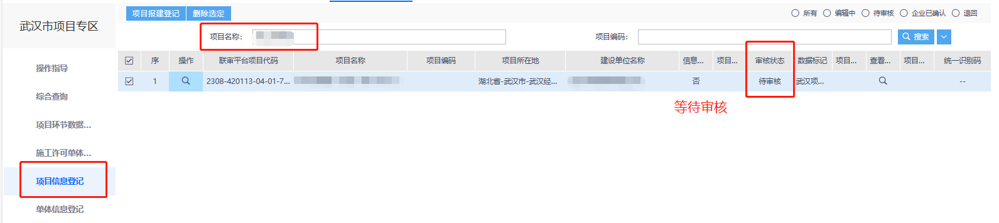 武汉市项目专区
操作指导
综合查询
项目环节数据...
施工许可单体...
项目信息登记
单体信息登记
项目报建登记 删除选定
所有 编辑中 待审核 企业已确认 退回
项目名称: 项目编码: 搜索
序 操作 联审平台项目代码 项目名称 项目编码 项目所在地 建设单位名称 信息... 项目... 审核状态 数据标记 项目... 查看... 项目... 统一识别码
1 2308-420113-04-01-7... 湖北省-武汉市-武汉经... 否 待审核 武汉项... --
等待审核